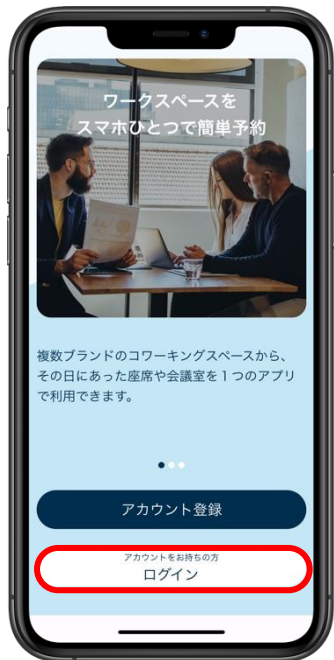 ワークスペースを
スマホひとつで簡単予約
複数ブランドのコワーキングスペースから、
その日にあった座席や会議室を１つのアプリ
で利用できます。
アカウント登録
アカウントをお持ちの方
ログイン